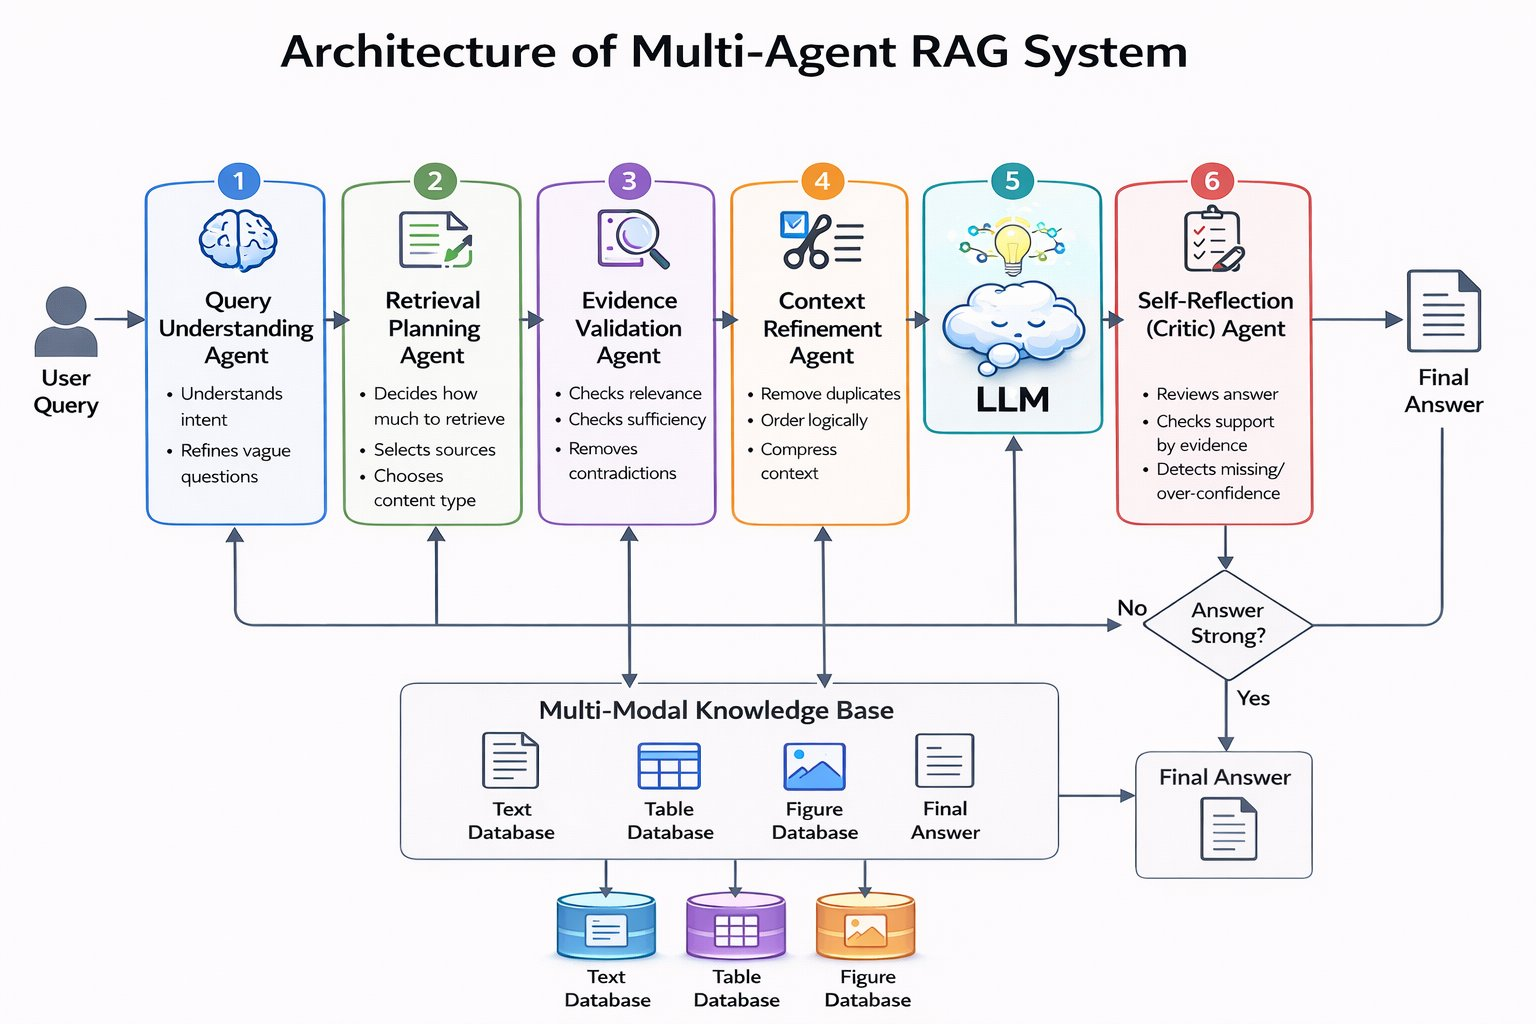 Architecture of Multi-Agent RAG System
1
2
3
4
5
6
User
Query
Query
Understanding
Agent
• Understands
intent
• Refines vague
questions
Retrieval
Planning
Agent
• Decides how
much to retrieve
• Selects sources
• Chooses
content type
Evidence
Validation
Agent
• Checks relevance
• Checks sufficiency
• Removes
contradictions
Context
Refinement
Agent
• Remove duplicates
• Order logically
• Compress
context
LLM
Self-Reflection
(Critic) Agent
• Reviews answer
• Checks support
by evidence
• Detects missing/
over-confidence
Final
Answer
No
Answer
Strong?
Yes
Multi-Modal Knowledge Base
Text
Database
Table
Database
Figure
Database
Final
Answer
Final Answer
Text
Database
Table
Database
Figure
Database